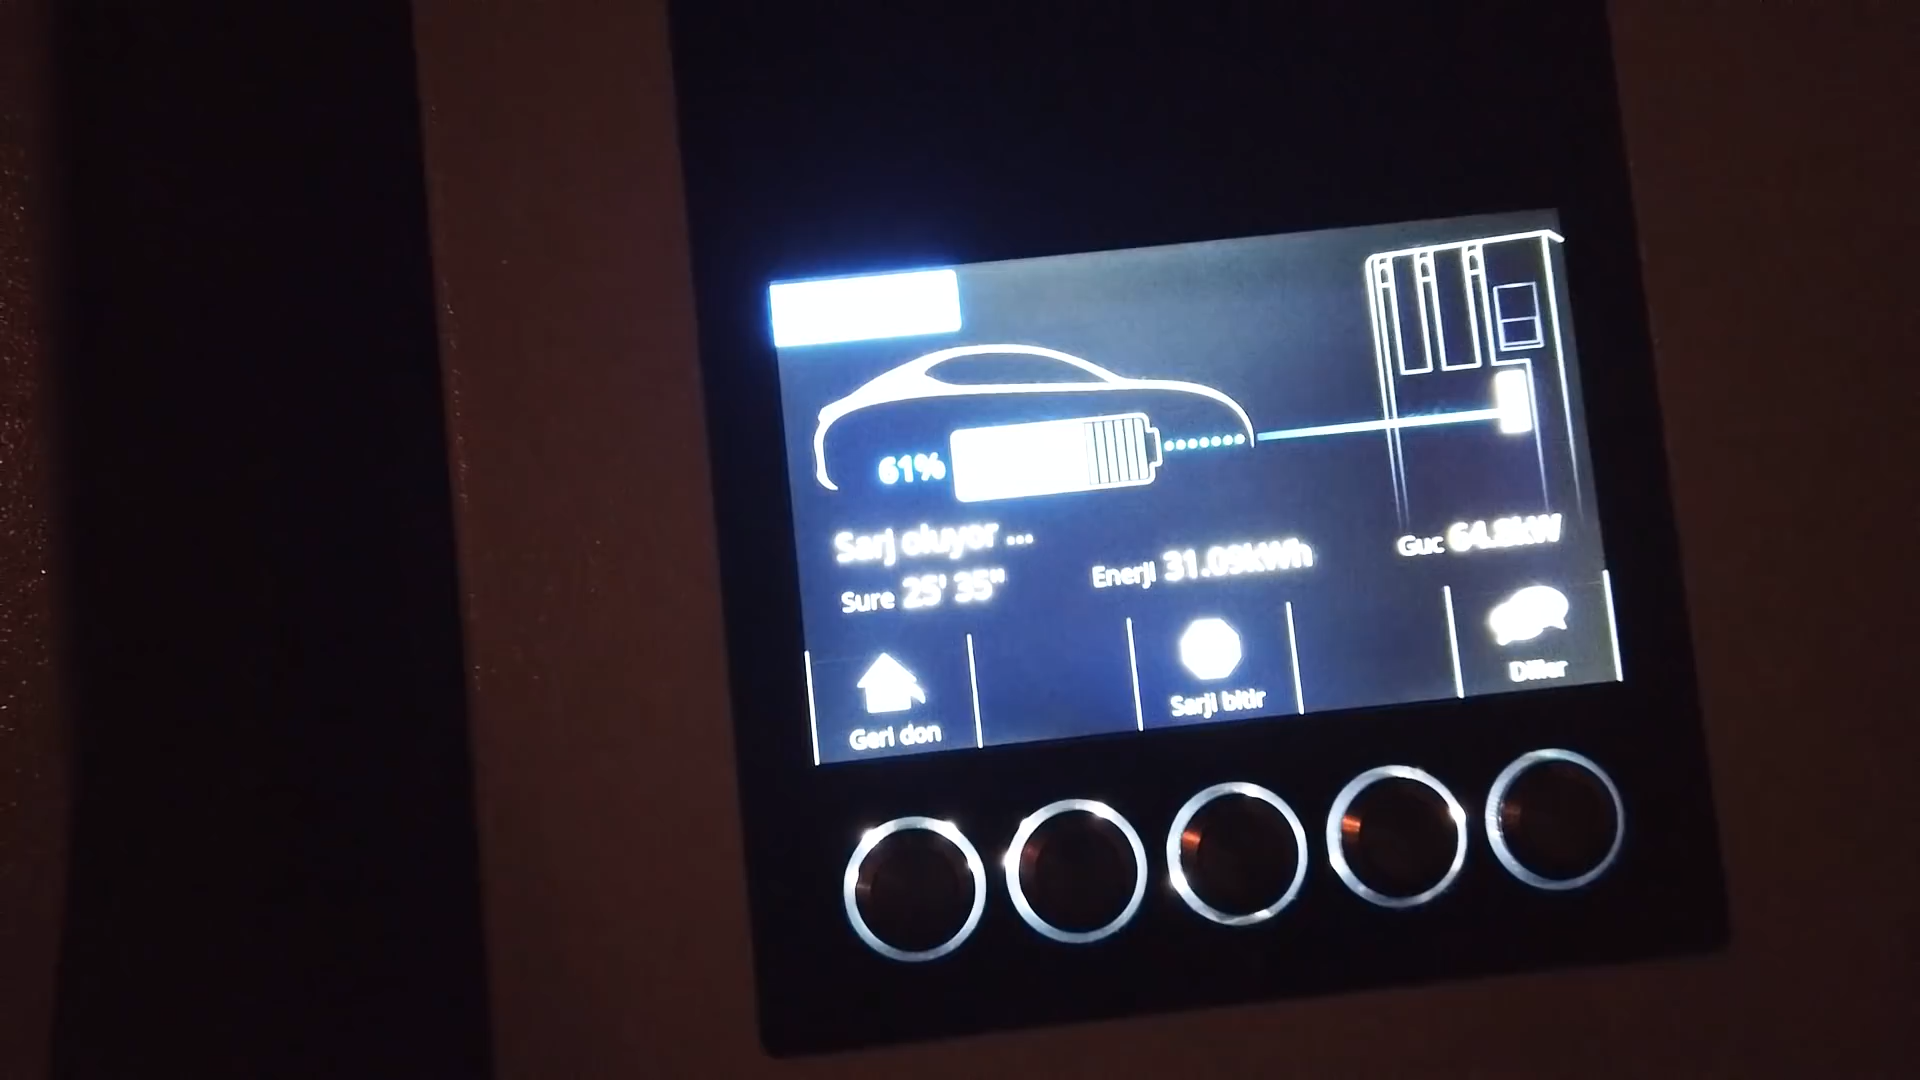 61%
Sarj oluyor ...
Sure 25' 35"
Enerji 31.09kWh
Guc 64.8kW
Geri don
Sarji bitir
Diller